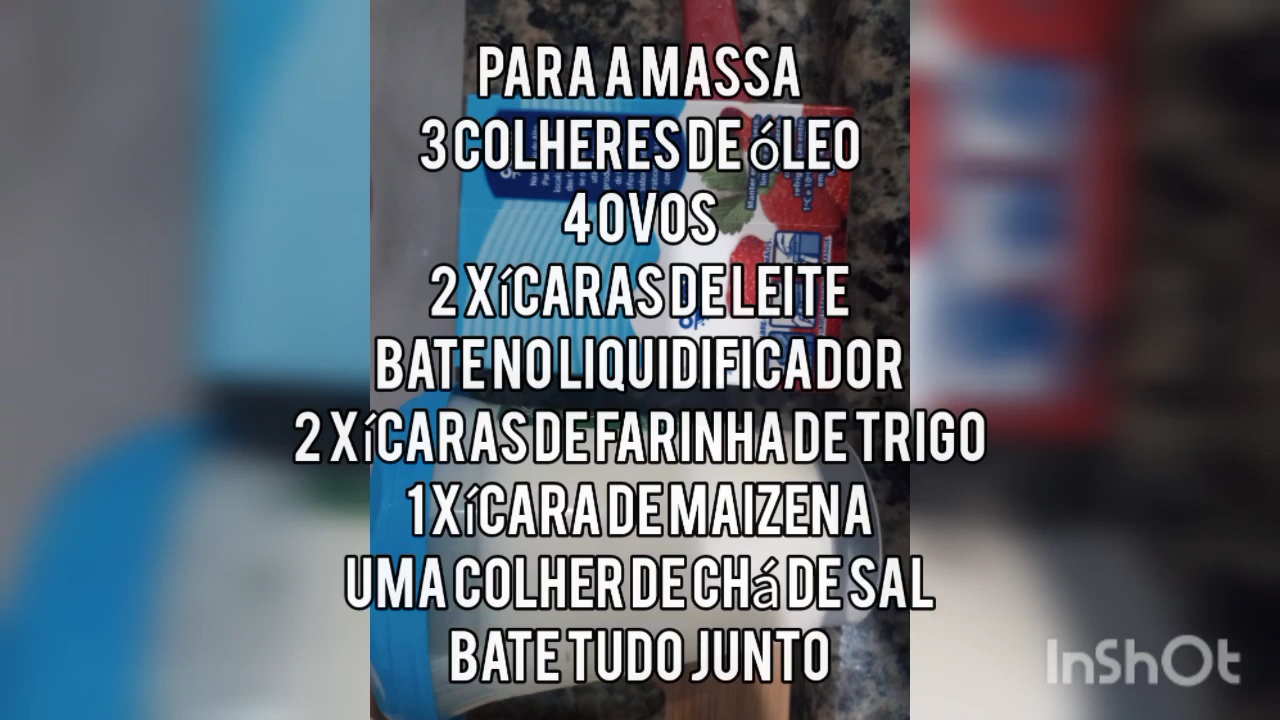 PARA A MASSA
3 COLHERES DE óLEO
4 OVOS
2 XíCARAS DE LEITE
BATE NO LIQUIDIFICADOR
2 XíCARAS DE FARINHA DE TRIGO
1 XíCARA DE MAIZENA
UMA COLHER DE CHá DE SAL
BATE TUDO JUNTO
InShOt